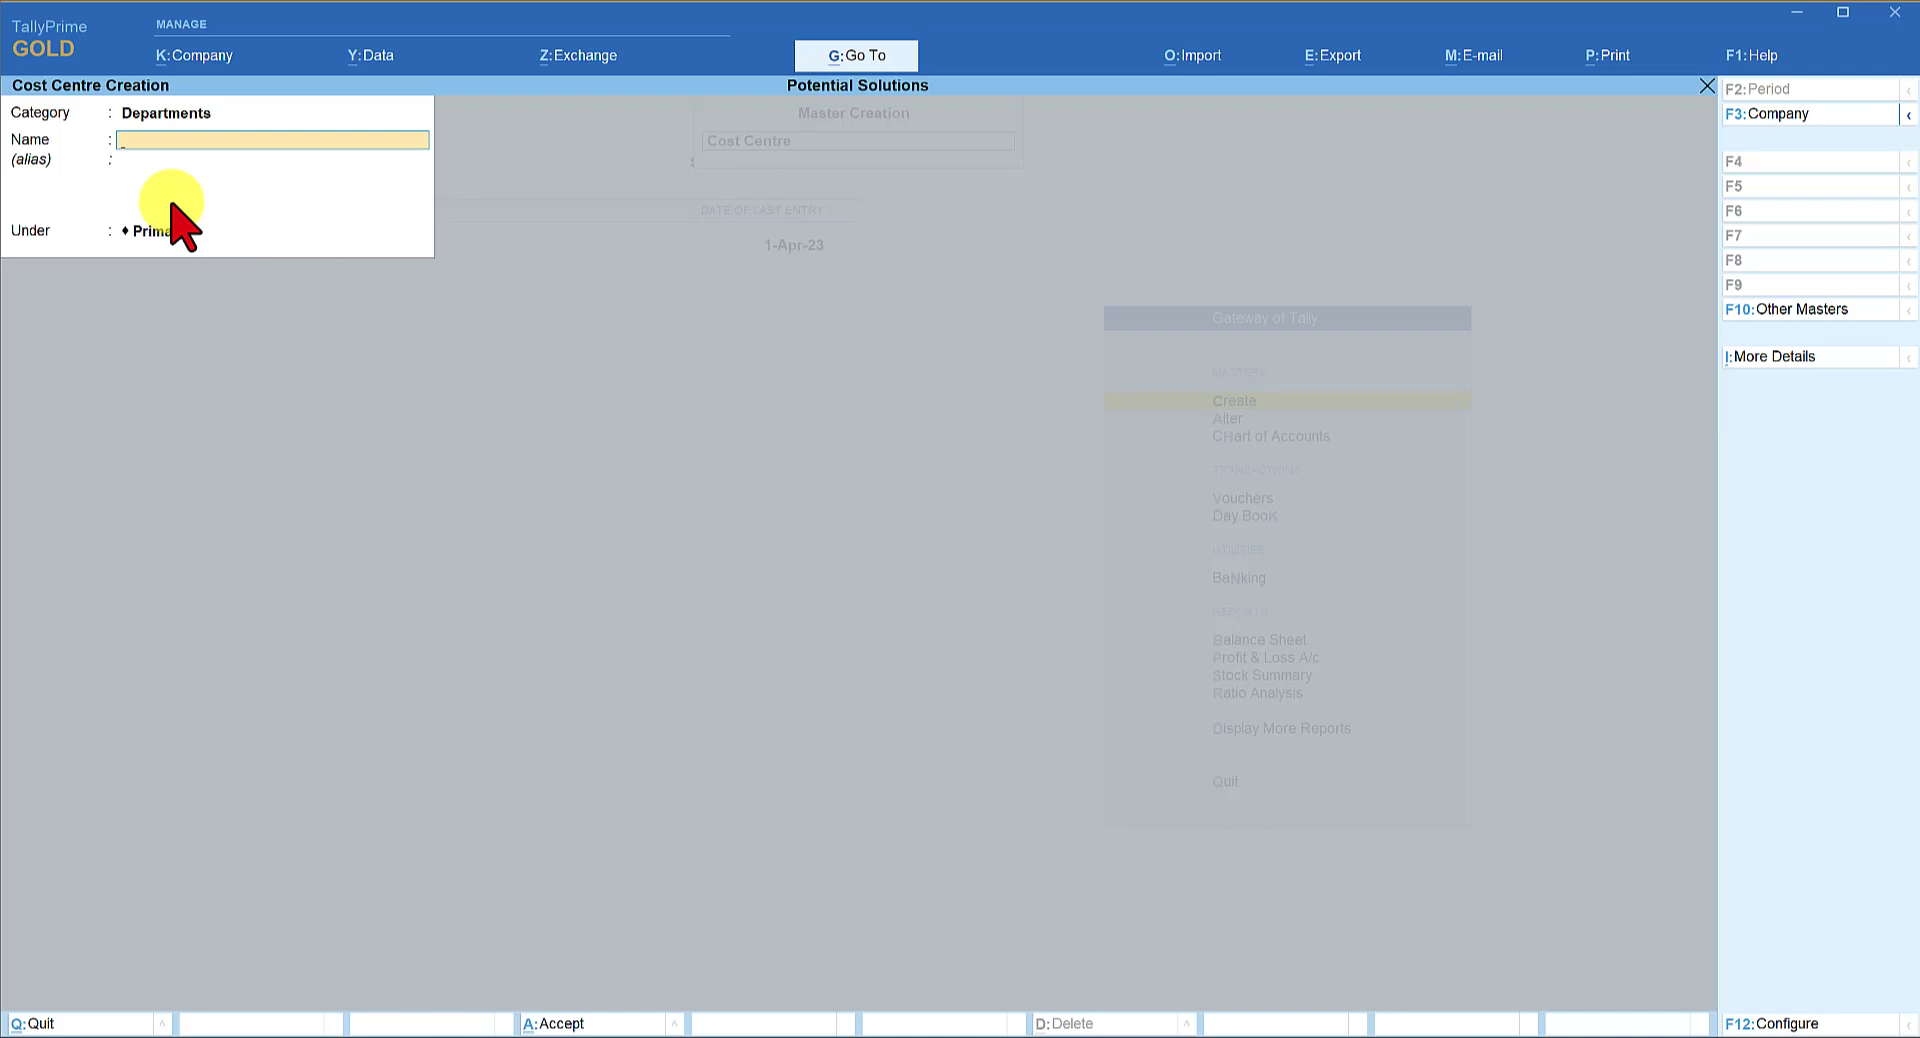 TallyPrime
GOLD
MANAGE
K:Company
Y:Data
Z:Exchange
G:Go To
O:Import
E:Export
M:E-mail
P:Print
F1:Help
Cost Centre Creation
Potential Solutions
Category : Departments
Name :
(alias) :
Under : ♦
Master Creation
Cost Centre
DATE OF LAST ENTRY
1-Apr-23
Gateway of Tally
MASTERS
Create
Alter
CHart of Accounts
TRANSACTIONS
Vouchers
Day BooK
UTILITIES
BaNking
REPORTS
Balance Sheet
Profit & Loss A/c
Stock Summary
Ratio Analysis
Display More Reports
Quit
F2:Period
F3:Company
F4
F5
F6
F7
F8
F9
F10:Other Masters
I:More Details
Q:Quit
A:Accept
D:Delete
F12:Configure